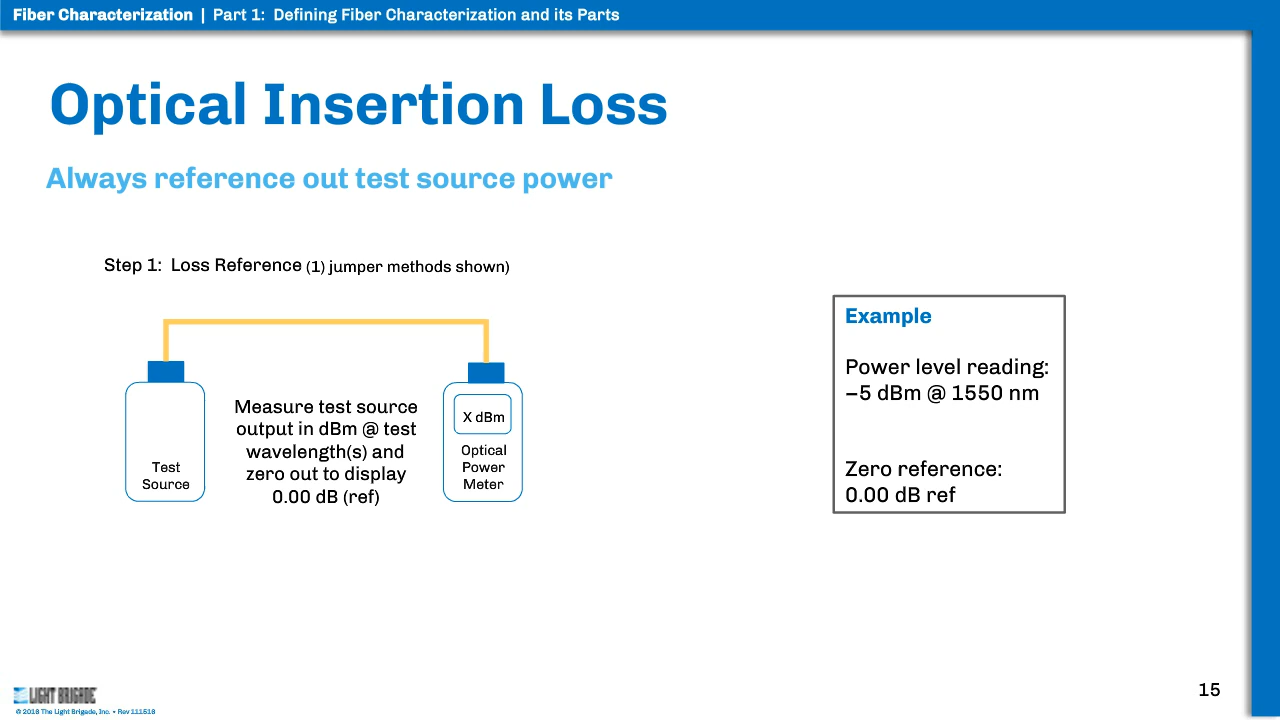 Fiber Characterization | Part 1: Defining Fiber Characterization and its Parts
Optical Insertion Loss
Always reference out test source power
Step 1: Loss Reference (1) jumper methods shown)
Test
Source
Measure test source
output in dBm @ test
wavelength(s) and
zero out to display
0.00 dB (ref)
X dBm
Optical
Power
Meter
Example
Power level reading:
–5 dBm @ 1550 nm
Zero reference:
0.00 dB ref
LIGHT BRIGADE
© 2018 The Light Brigade, Inc. • Rev 111518
15